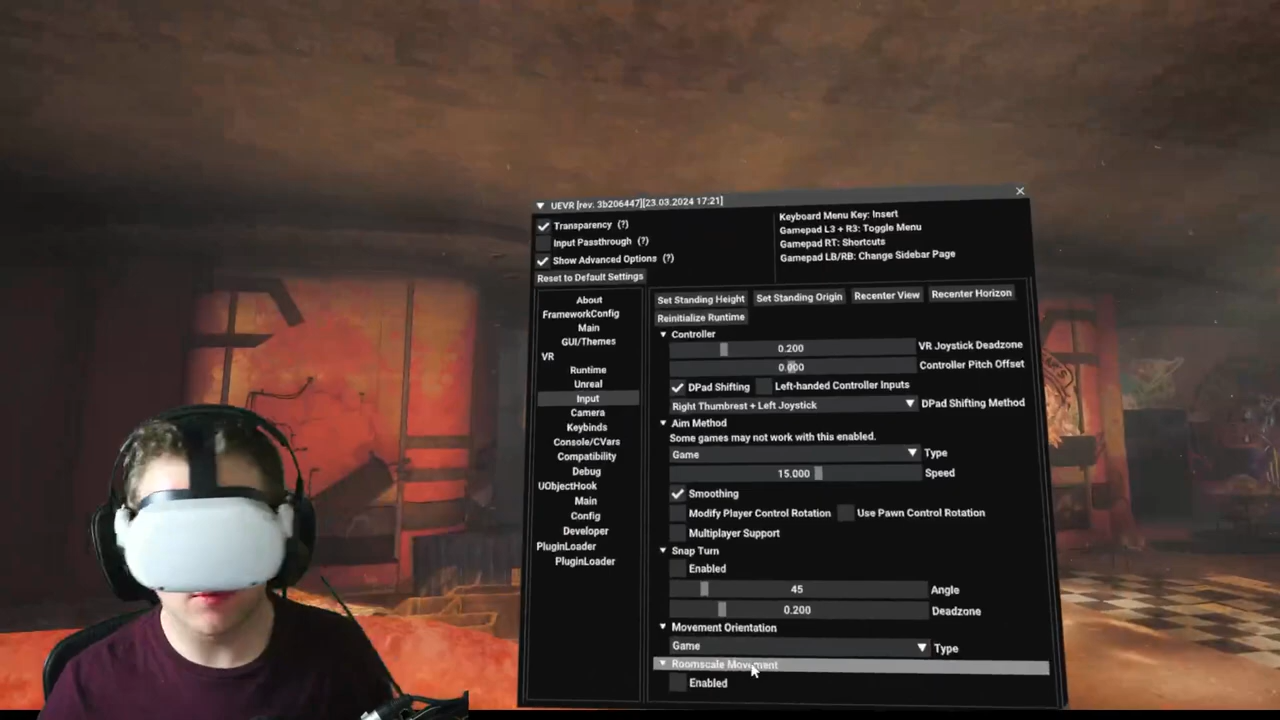 UEVR [rev. 3b206447][23.03.2024 17:21]
Transparency (?)
Input Passthrough (?)
Show Advanced Options (?)
Reset to Default Settings
Keyboard Menu Key: Insert
Gamepad L3 + R3: Toggle Menu
Gamepad RT: Shortcuts
Gamepad LB/RB: Change Sidebar Page
About
FrameworkConfig
Main
GUI/Themes
VR
Runtime
Unreal
Input
Camera
Keybinds
Console/CVars
Compatibility
Debug
UObjectHook
Main
Config
Developer
PluginLoader
PluginLoader
Set Standing Height
Set Standing Origin
Recenter View
Recenter Horizon
Reinitialize Runtime
Controller
0.200 VR Joystick Deadzone
0.000 Controller Pitch Offset
DPad Shifting Left-handed Controller Inputs
Right Thumbrest + Left Joystick DPad Shifting Method
Aim Method
Some games may not work with this enabled.
Game Type
15.000 Speed
Smoothing
Modify Player Control Rotation Use Pawn Control Rotation
Multiplayer Support
Snap Turn
Enabled
45 Angle
0.200 Deadzone
Movement Orientation
Game Type
Roomscale Movement
Enabled